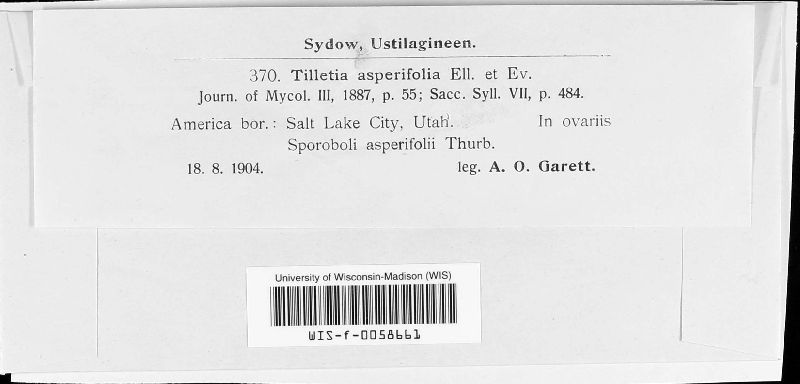 Sydow, Ustilagineen.
370. Tilletia asperifolia Ell. et Ev.
Journ. of Mycol. III, 1887, p. 55; Sacc. Syll. VII, p. 484.
America bor.: Salt Lake City, Utah. In ovariis
Sporoboli asperifolii Thurb.
18. 8. 1904. leg. A. O. Garett.
University of Wisconsin-Madison (WIS)
WIS-f-0058661